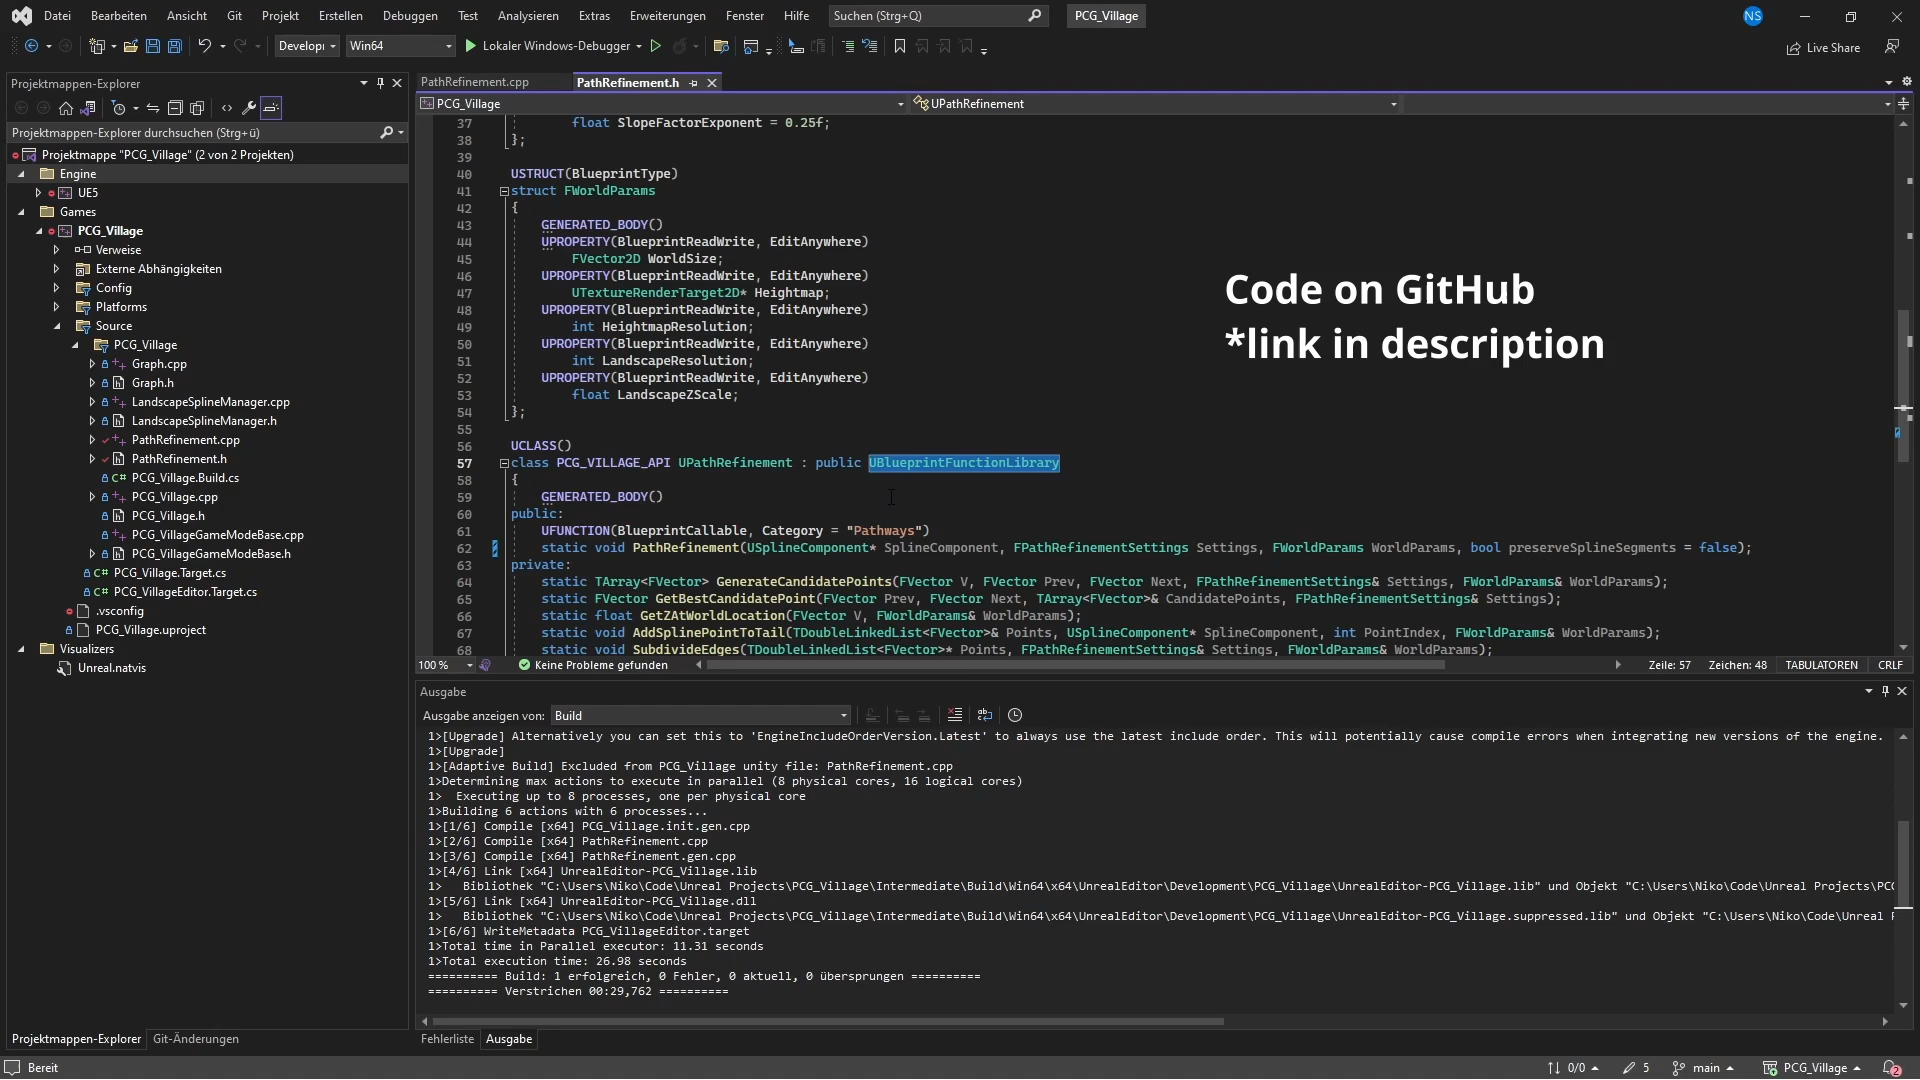 Datei Bearbeiten Ansicht Git Projekt Erstellen Debuggen Test Analysieren Extras Erweiterungen Fenster Hilfe Suchen (Strg+Q) PCG_Village NS
Develop Win64 Lokaler Windows-Debugger Live Share
Projektmappen-Explorer
Projektmappen-Explorer durchsuchen (Strg+ü)
Projektmappe "PCG_Village" (2 von 2 Projekten)
Engine
UE5
Games
PCG_Village
Verweise
Externe Abhängigkeiten
Config
Platforms
Source
PCG_Village
Graph.cpp
Graph.h
LandscapeSplineManager.cpp
LandscapeSplineManager.h
PathRefinement.cpp
PathRefinement.h
PCG_Village.Build.cs
PCG_Village.cpp
PCG_Village.h
PCG_VillageGameModeBase.cpp
PCG_VillageGameModeBase.h
PCG_Village.Target.cs
PCG_VillageEditor.Target.cs
.vsconfig
PCG_Village.uproject
Visualizers
Unreal.natvis
Projektmappen-Explorer Git-Änderungen
PathRefinement.cpp PathRefinement.h
PCG_Village UPathRefinement
37 float SlopeFactorExponent = 0.25f;
38 };
39
40 USTRUCT(BlueprintType)
41 struct FWorldParams
42 {
43 GENERATED_BODY()
44 UPROPERTY(BlueprintReadWrite, EditAnywhere)
45 FVector2D WorldSize;
46 UPROPERTY(BlueprintReadWrite, EditAnywhere)
47 UTextureRenderTarget2D* Heightmap;
48 UPROPERTY(BlueprintReadWrite, EditAnywhere)
49 int HeightmapResolution;
50 UPROPERTY(BlueprintReadWrite, EditAnywhere)
51 int LandscapeResolution;
52 UPROPERTY(BlueprintReadWrite, EditAnywhere)
53 float LandscapeZScale;
54 };
55
56 UCLASS()
57 class PCG_VILLAGE_API UPathRefinement : public UBlueprintFunctionLibrary
58 {
59 GENERATED_BODY()
60 public:
61 UFUNCTION(BlueprintCallable, Category = "Pathways")
62 static void PathRefinement(USplineComponent* SplineComponent, FPathRefinementSettings Settings, FWorldParams WorldParams, bool preserveSplineSegments = false);
63 private:
64 static TArray<FVector> GenerateCandidatePoints(FVector V, FVector Prev, FVector Next, FPathRefinementSettings& Settings, FWorldParams& WorldParams);
65 static FVector GetBestCandidatePoint(FVector Prev, FVector Next, TArray<FVector>& CandidatePoints, FPathRefinementSettings& Settings);
66 static float GetZAtWorldLocation(FVector V, FWorldParams& WorldParams);
67 static void AddSplinePointToTail(TDoubleLinkedList<FVector>& Points, USplineComponent* SplineComponent, int PointIndex, FWorldParams& WorldParams);
68 static void SubdivideEdges(TDoubleLinkedList<FVector>* Points, FPathRefinementSettings& Settings, FWorldParams& WorldParams);
Code on GitHub
*link in description
100 % Keine Probleme gefunden Zeile: 57 Zeichen: 48 TABULATOREN CRLF
Ausgabe
Ausgabe anzeigen von: Build
1>[Upgrade] Alternatively you can set this to 'EngineIncludeOrderVersion.Latest' to always use the latest include order. This will potentially cause compile errors when integrating new versions of the engine.
1>[Upgrade]
1>[Adaptive Build] Excluded from PCG_Village unity file: PathRefinement.cpp
1>Determining max actions to execute in parallel (8 physical cores, 16 logical cores)
1> Executing up to 8 processes, one per physical core
1>Building 6 actions with 6 processes...
1>[1/6] Compile [x64] PCG_Village.init.gen.cpp
1>[2/6] Compile [x64] PathRefinement.cpp
1>[3/6] Compile [x64] PathRefinement.gen.cpp
1>[4/6] Link [x64] UnrealEditor-PCG_Village.lib
1> Bibliothek "C:\Users\Niko\Code\Unreal Projects\PCG_Village\Intermediate\Build\Win64\x64\UnrealEditor\Development\PCG_Village\UnrealEditor-PCG_Village.lib" und Objekt "C:\Users\Niko\Code\Unreal Projects\PC
1>[5/6] Link [x64] UnrealEditor-PCG_Village.dll
1> Bibliothek "C:\Users\Niko\Code\Unreal Projects\PCG_Village\Intermediate\Build\Win64\x64\UnrealEditor\Development\PCG_Village\UnrealEditor-PCG_Village.suppressed.lib" und Objekt "C:\Users\Niko\Code\Unreal
1>[6/6] WriteMetadata PCG_VillageEditor.target
1>Total time in Parallel executor: 11.31 seconds
1>Total execution time: 26.98 seconds
========== Build: 1 erfolgreich, 0 Fehler, 0 aktuell, 0 übersprungen ==========
========== Verstrichen 00:29,762 ==========
Fehlerliste Ausgabe
Bereit 0/0 5 main PCG_Village 2